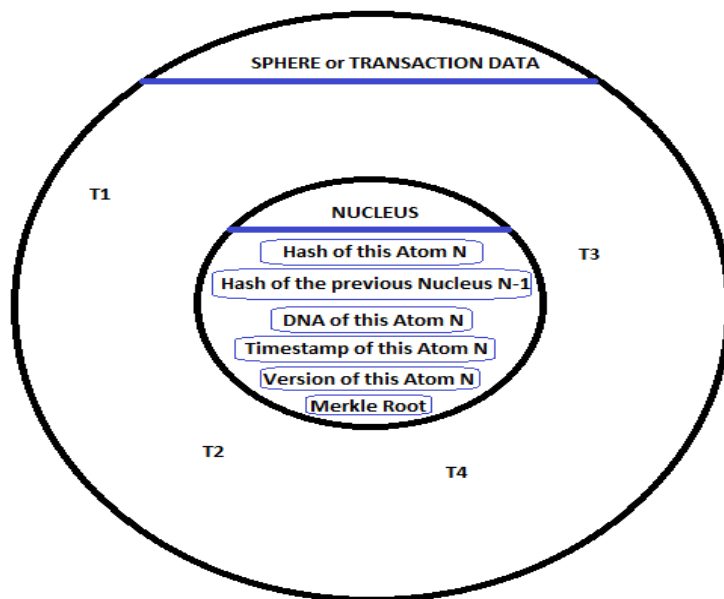 SPHERE or TRANSACTION DATA
T1
NUCLEUS
Hash of this Atom N
T3
Hash of the previous Nucleus N-1
DNA of this Atom N
Timestamp of this Atom N
Version of this Atom N
Merkle Root
T2
T4